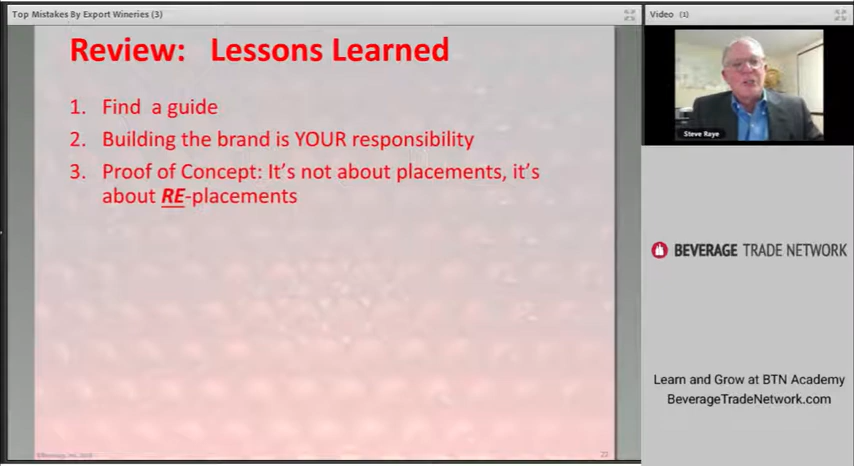 Top Mistakes By Export Wineries (3)
Video (1)
Review: Lessons Learned
1. Find a guide
2. Building the brand is YOUR responsibility
3. Proof of Concept: It's not about placements, it's
about RE-placements
Steve Raye
BEVERAGE TRADE NETWORK
Learn and Grow at BTN Academy
BeverageTradeNetwork.com
22